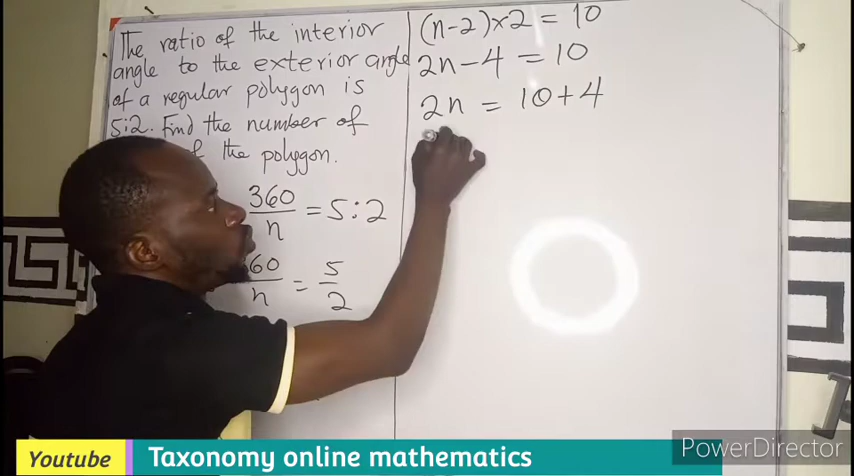 The ratio of the interior
angle to the exterior angle
of a regular polygon is
5:2. Find the number of
of the polygon.
360/n = 5:2
60/n = 5/2
(n-2)×2 = 10
2n - 4 = 10
2n = 10+4
Youtube Taxonomy online mathematics
PowerDirector